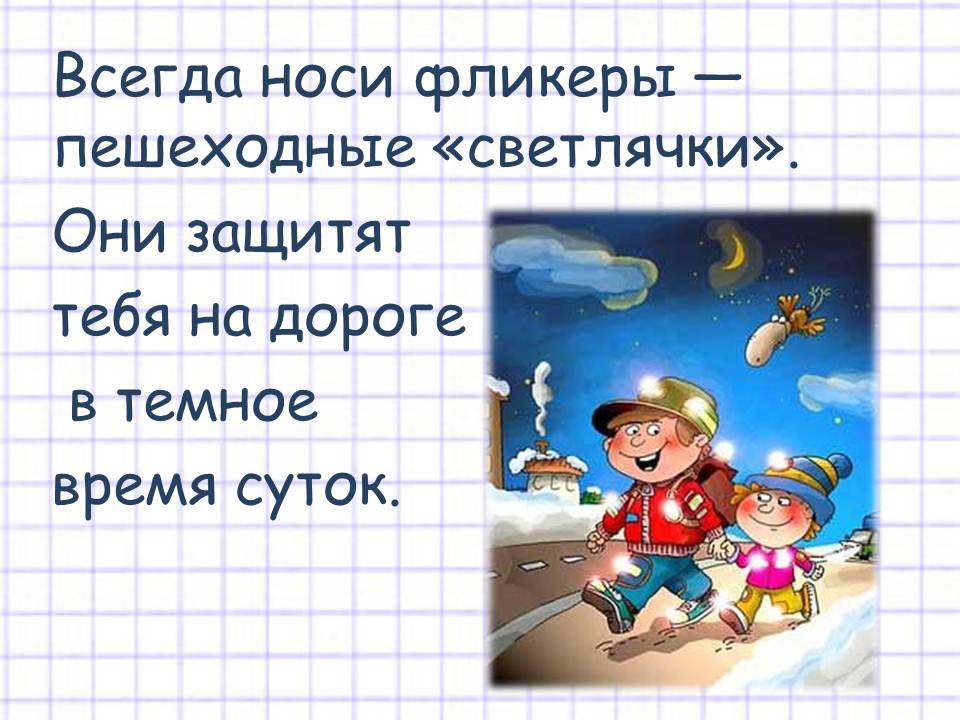 Всегда носи фликеры —
пешеходные «светлячки».
Они защитят
тебя на дороге
в темное
время суток.